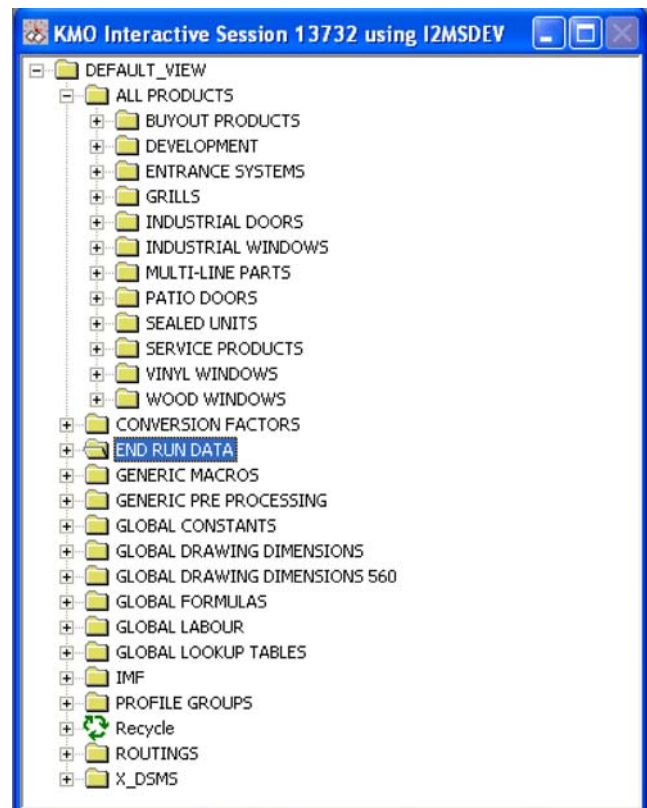 KMO Interactive Session 13732 using I2MSDEV
DEFAULT_VIEW
ALL PRODUCTS
BUYOUT PRODUCTS
DEVELOPMENT
ENTRANCE SYSTEMS
GRILLS
INDUSTRIAL DOORS
INDUSTRIAL WINDOWS
MULTI-LINE PARTS
PATIO DOORS
SEALED UNITS
SERVICE PRODUCTS
VINYL WINDOWS
WOOD WINDOWS
CONVERSION FACTORS
END RUN DATA
GENERIC MACROS
GENERIC PRE PROCESSING
GLOBAL CONSTANTS
GLOBAL DRAWING DIMENSIONS
GLOBAL DRAWING DIMENSIONS 560
GLOBAL FORMULAS
GLOBAL LABOUR
GLOBAL LOOKUP TABLES
IMF
PROFILE GROUPS
Recycle
ROUTINGS
X_DSMS